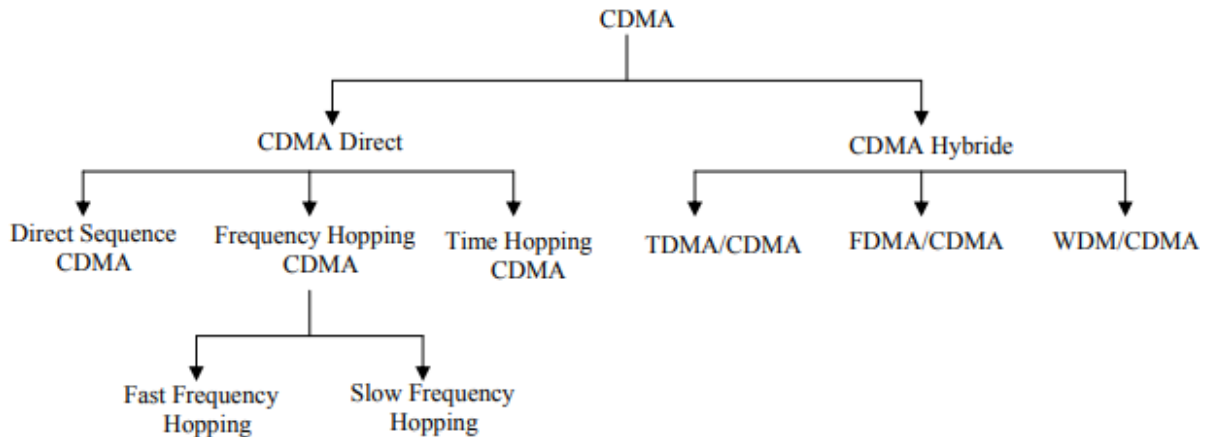 CDMA
CDMA Direct
CDMA Hybride
Direct Sequence
CDMA
Frequency Hopping
CDMA
Time Hopping
CDMA
TDMA/CDMA
FDMA/CDMA
WDM/CDMA
Fast Frequency
Hopping
Slow Frequency
Hopping